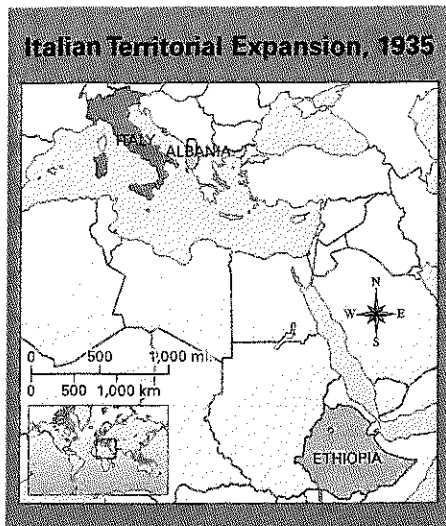 Italian Territorial Expansion, 1935
ITALY
ALBANIA
N
W E
S
0 500 1,000 mi.
0 500 1,000 km
ETHIOPIA